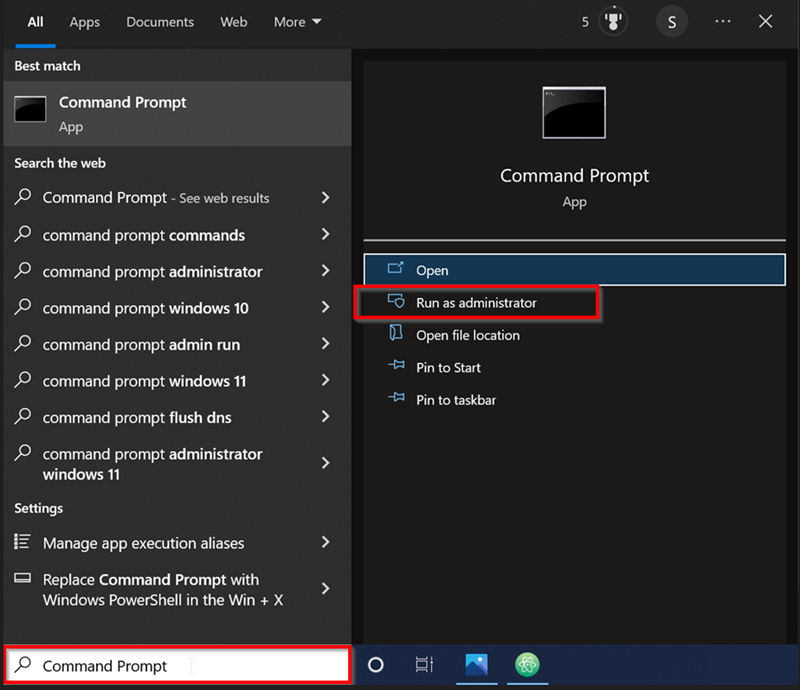 All Apps Documents Web More 5 S
Best match
Command Prompt
App
Search the web
Command Prompt - See web results
command prompt commands
command prompt administrator
command prompt windows 10
command prompt admin run
command prompt windows 11
command prompt flush dns
command prompt administrator
windows 11
Settings
Manage app execution aliases
Replace Command Prompt with
Windows PowerShell in the Win + X
Command Prompt
App
Open
Run as administrator
Open file location
Pin to Start
Pin to taskbar
Command Prompt